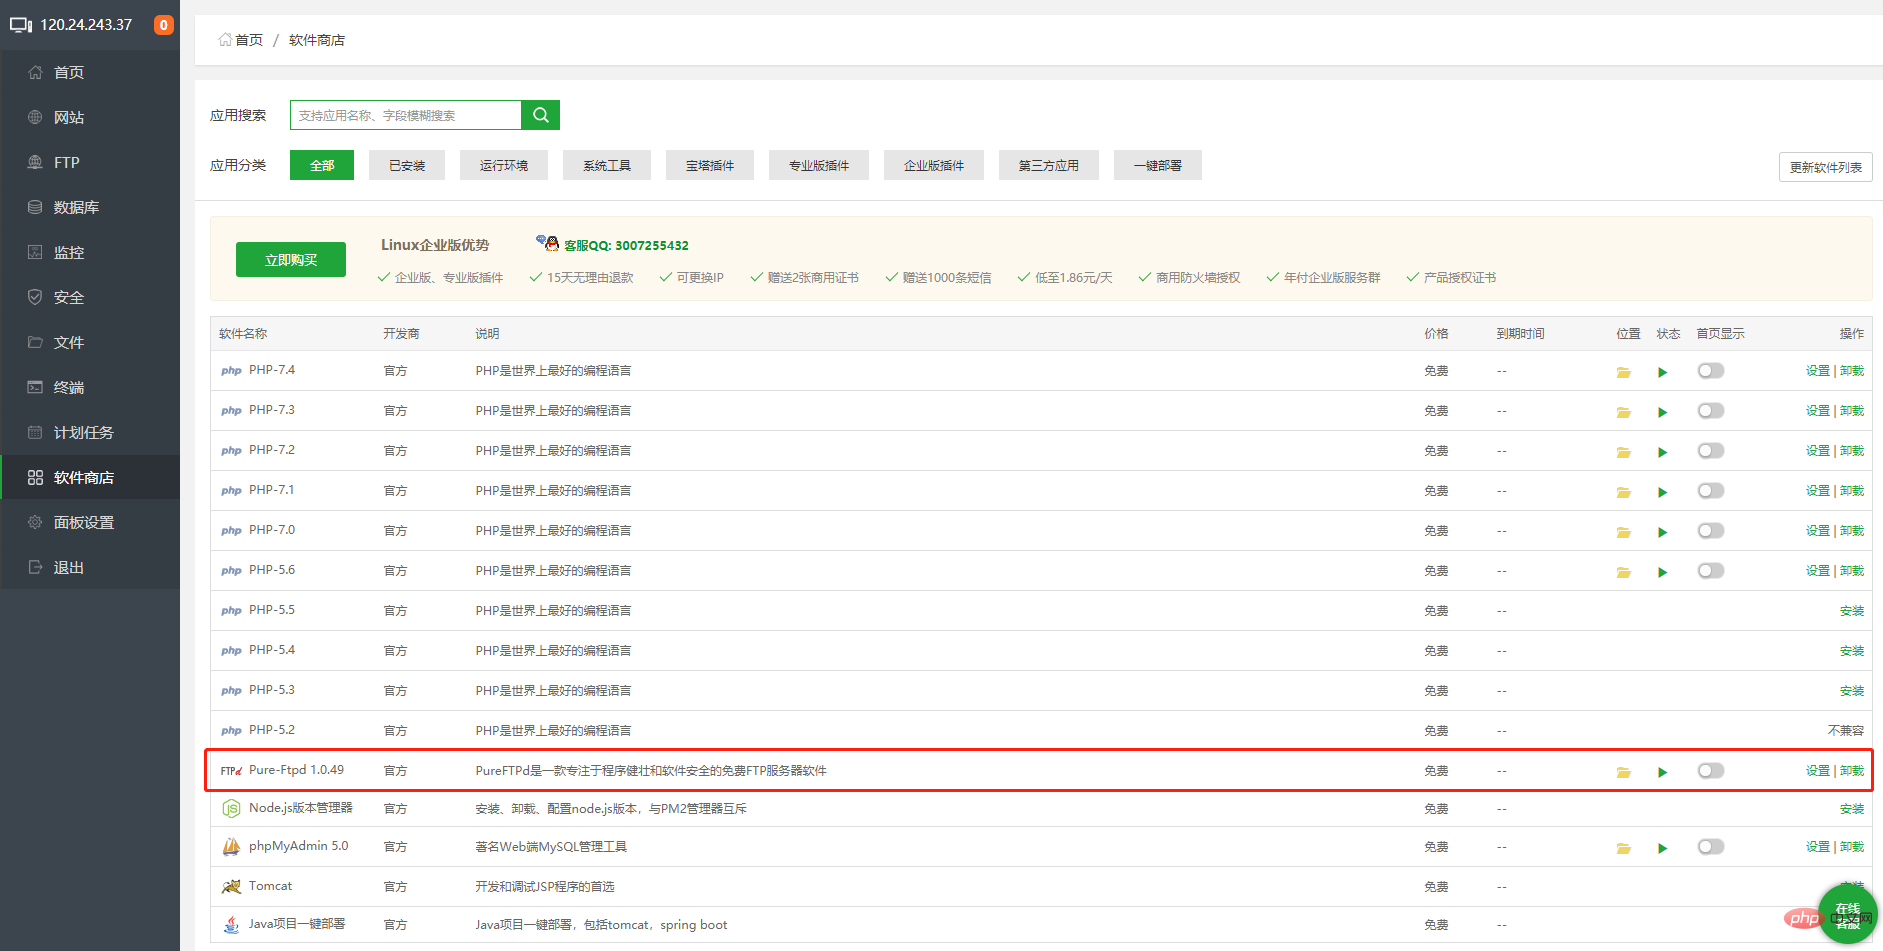 120.24.243.37 0
首页
网站
FTP
数据库
监控
安全
文件
终端
计划任务
软件商店
面板设置
退出
首页 / 软件商店
应用搜索 支持应用名称、字段模糊搜索
应用分类 全部 已安装 运行环境 系统工具 宝塔插件 专业版插件 企业版插件 第三方应用 一键部署 更新软件列表
立即购买 Linux企业版优势 客服QQ: 3007255432
企业版、专业版插件 15天无理由退款 可更换IP 赠送2张商用证书 赠送1000条短信 低至1.86元/天 商用防火墙授权 年付企业版服务群 产品授权证书
软件名称 开发商 说明 价格 到期时间 位置 状态 首页显示 操作
php PHP-7.4 官方 PHP是世界上最好的编程语言 免费 -- 设置 | 卸载
php PHP-7.3 官方 PHP是世界上最好的编程语言 免费 -- 设置 | 卸载
php PHP-7.2 官方 PHP是世界上最好的编程语言 免费 -- 设置 | 卸载
php PHP-7.1 官方 PHP是世界上最好的编程语言 免费 -- 设置 | 卸载
php PHP-7.0 官方 PHP是世界上最好的编程语言 免费 -- 设置 | 卸载
php PHP-5.6 官方 PHP是世界上最好的编程语言 免费 -- 设置 | 卸载
php PHP-5.5 官方 PHP是世界上最好的编程语言 免费 -- 安装
php PHP-5.4 官方 PHP是世界上最好的编程语言 免费 -- 安装
php PHP-5.3 官方 PHP是世界上最好的编程语言 免费 -- 安装
php PHP-5.2 官方 PHP是世界上最好的编程语言 免费 -- 不兼容
FTPd Pure-Ftpd 1.0.49 官方 PureFTPd是一款专注于程序健壮和软件安全的免费FTP服务器软件 免费 -- 设置 | 卸载
JS Node.js版本管理器 官方 安装、卸载、配置node.js版本，与PM2管理器互斥 免费 -- 安装
phpMyAdmin 5.0 官方 著名Web端MySQL管理工具 免费 -- 设置 | 卸载
Tomcat 官方 开发和调试JSP程序的首选 免费 --
Java项目一键部署 官方 Java项目一键部署，包括tomcat，spring boot 免费 --
在线
客服
php